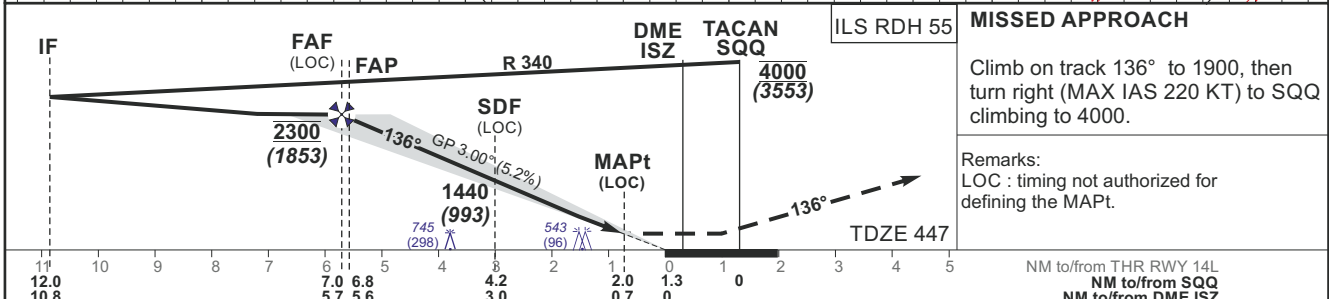 IF
FAF
(LOC)
FAP
R 340
DME
ISZ
TACAN
SQQ
ILS RDH 55
4000
(3553)
SDF
(LOC)
2300
(1853)
136°
GP 3.00° (5.2%)
MAPt
(LOC)
1440
(993)
745
(298)
543
(96)
136°
TDZE 447
MISSED APPROACH
Climb on track 136° to 1900, then
turn right (MAX IAS 220 KT) to SQQ
climbing to 4000.
Remarks:
LOC : timing not authorized for
defining the MAPt.
11 10 9 8 7 6 5 4 3 2 1 0 1 2 3 4 5 NM to/from THR RWY 14L
12.0 7.0 6.8 4.2 2.0 1.3 0 NM to/from SQQ
10.8 5.7 5.6 3.0 0.7 0 NM to/from DME ISZ